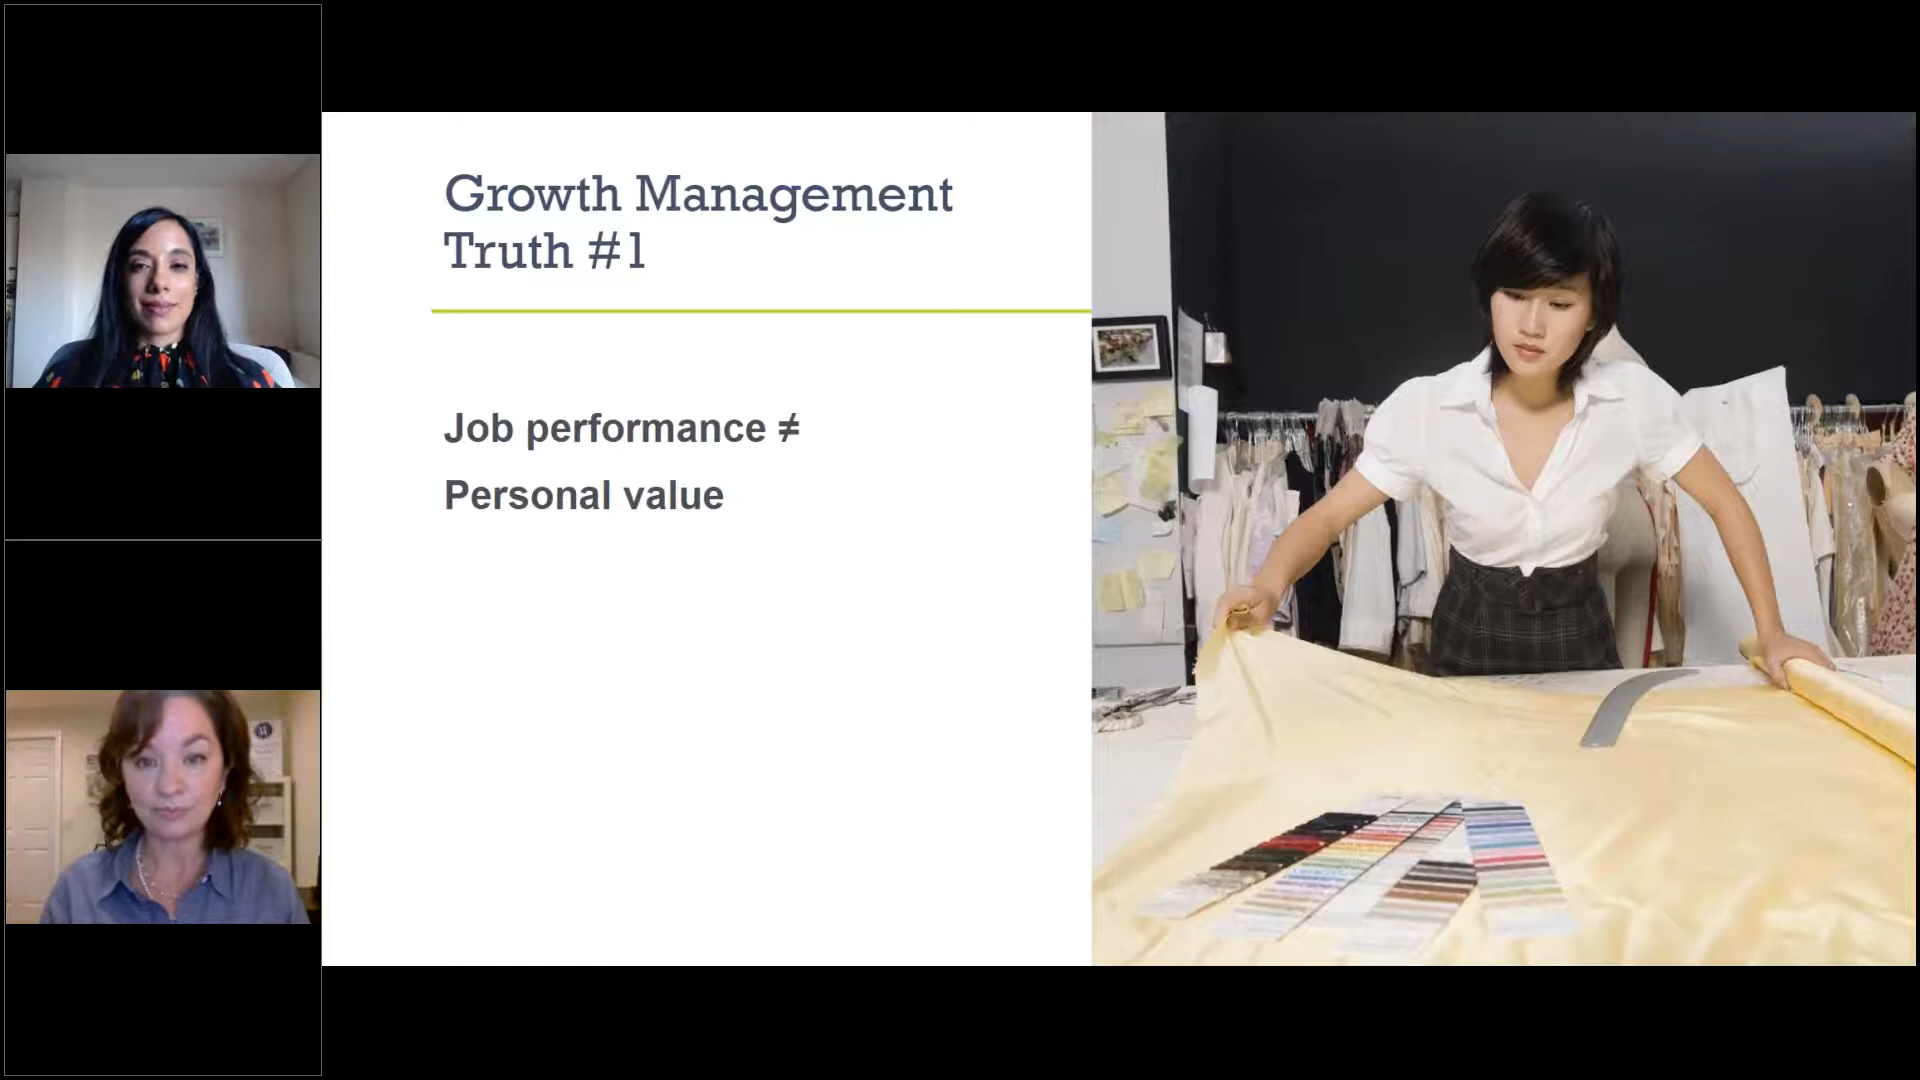 Growth Management
Truth #1
Job performance ≠
Personal value